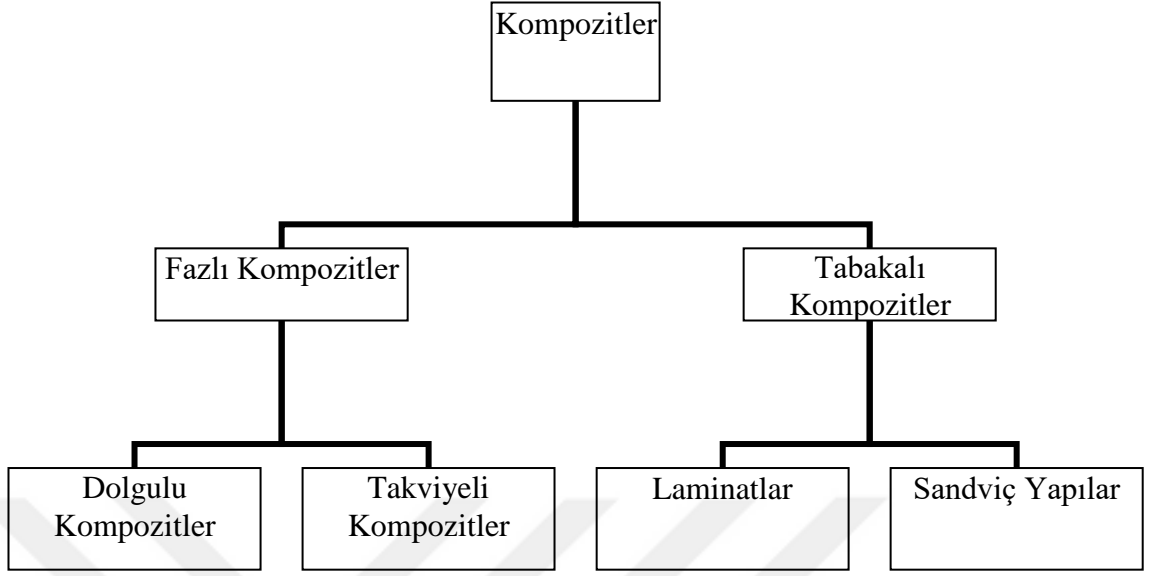 Kompozitler
Fazlı Kompozitler
Tabakalı
Kompozitler
Dolgulu
Kompozitler
Takviyeli
Kompozitler
Laminatlar
Sandviç Yapılar